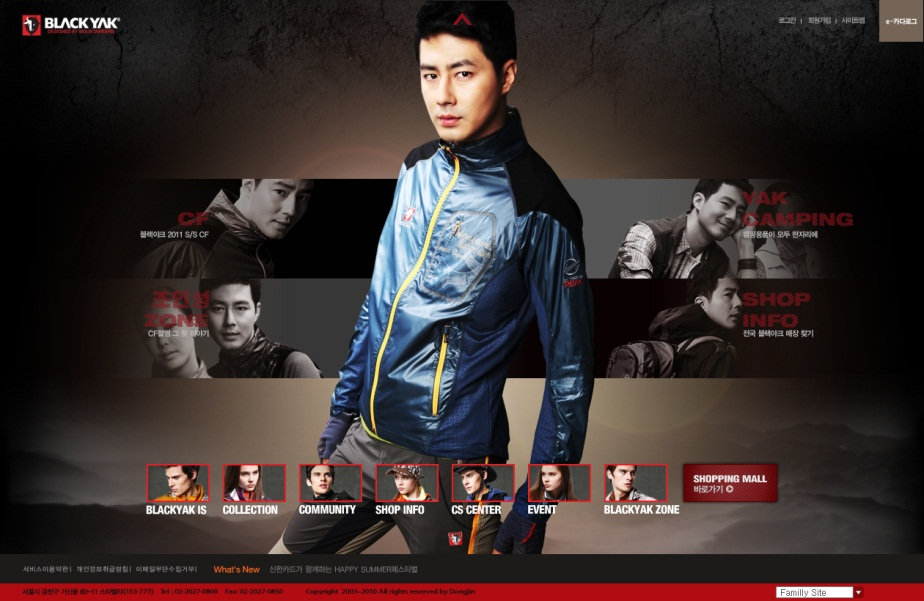 BLACK YAK
DESIGNED BY MOUNTAINEERS
로그인 | 회원가입 | 사이트맵
e-카다로그
CF
블랙야크 2011 S/S CF
YAK
CAMPING
캠핑용품이 모두 한자리에
조인성
ZONE
CF촬영 그 뒷 이야기
SHOP
INFO
전국 블랙야크 매장 찾기
BLACKYAK IS
COLLECTION
COMMUNITY
SHOP INFO
CS CENTER
EVENT
BLACKYAK ZONE
SHOPPING MALL
바로가기
서비스이용약관 | 개인정보취급방침 | 이메일무단수집거부 |
What's New 신한카드가 함께하는 HAPPY SUMMER페스티벌
서울시 금천구 가산동 60-11 스타밸리(153-777) Tel : 02-2027-0800 Fax: 02-2027-0850 Copyright 2003-2010 All rights reserved by Dongjin
Familly Site